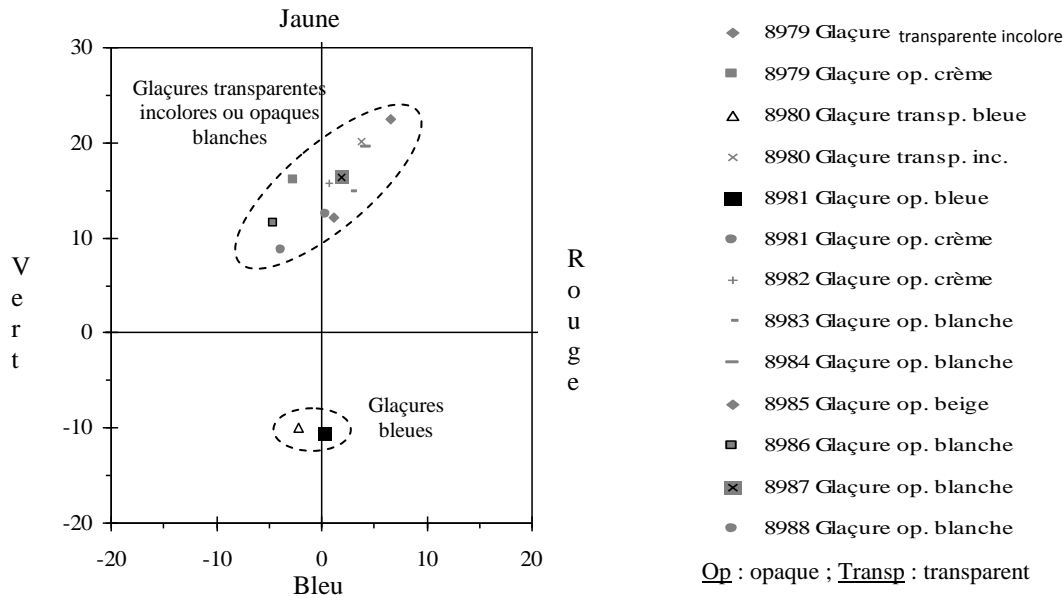 Jaune
30
20
10
0
-10
-20
-20
-10
0
10
20
Bleu
Vert
Rouge
Glaçures transparentes
incolores ou opaques
blanches
Glaçures
bleues
8979 Glaçure transparente incolore
8979 Glaçure op. crème
8980 Glaçure transp. bleue
8980 Glaçure transp. inc.
8981 Glaçure op. bleue
8981 Glaçure op. crème
8982 Glaçure op. crème
8983 Glaçure op. blanche
8984 Glaçure op. blanche
8985 Glaçure op. beige
8986 Glaçure op. blanche
8987 Glaçure op. blanche
8988 Glaçure op. blanche
Op : opaque ; Transp : transparent